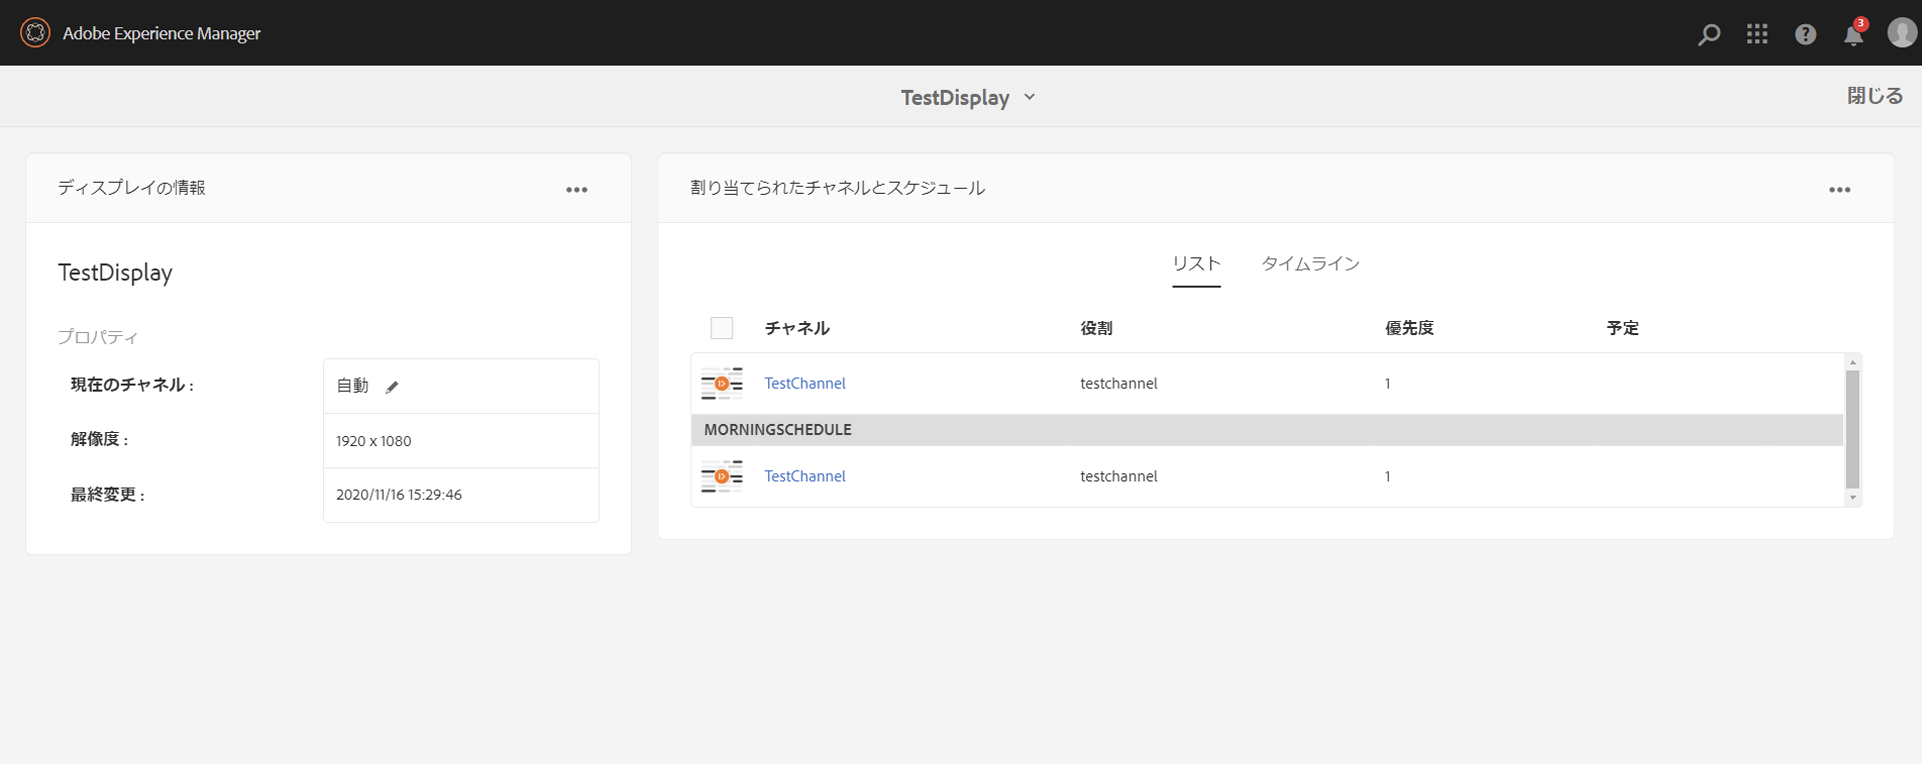 Adobe Experience Manager
3
TestDisplay
閉じる
ディスプレイの情報
TestDisplay
プロパティ
現在のチャネル : 自動
解像度 : 1920 x 1080
最終変更 : 2020/11/16 15:29:46
割り当てられたチャネルとスケジュール
リスト タイムライン
チャネル 役割 優先度 予定
TestChannel testchannel 1
MORNINGSCHEDULE
TestChannel testchannel 1